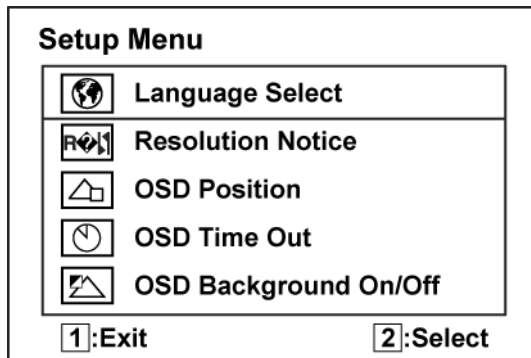 Setup Menu
Language Select
Resolution Notice
OSD Position
OSD Time Out
OSD Background On/Off
1:Exit 2:Select